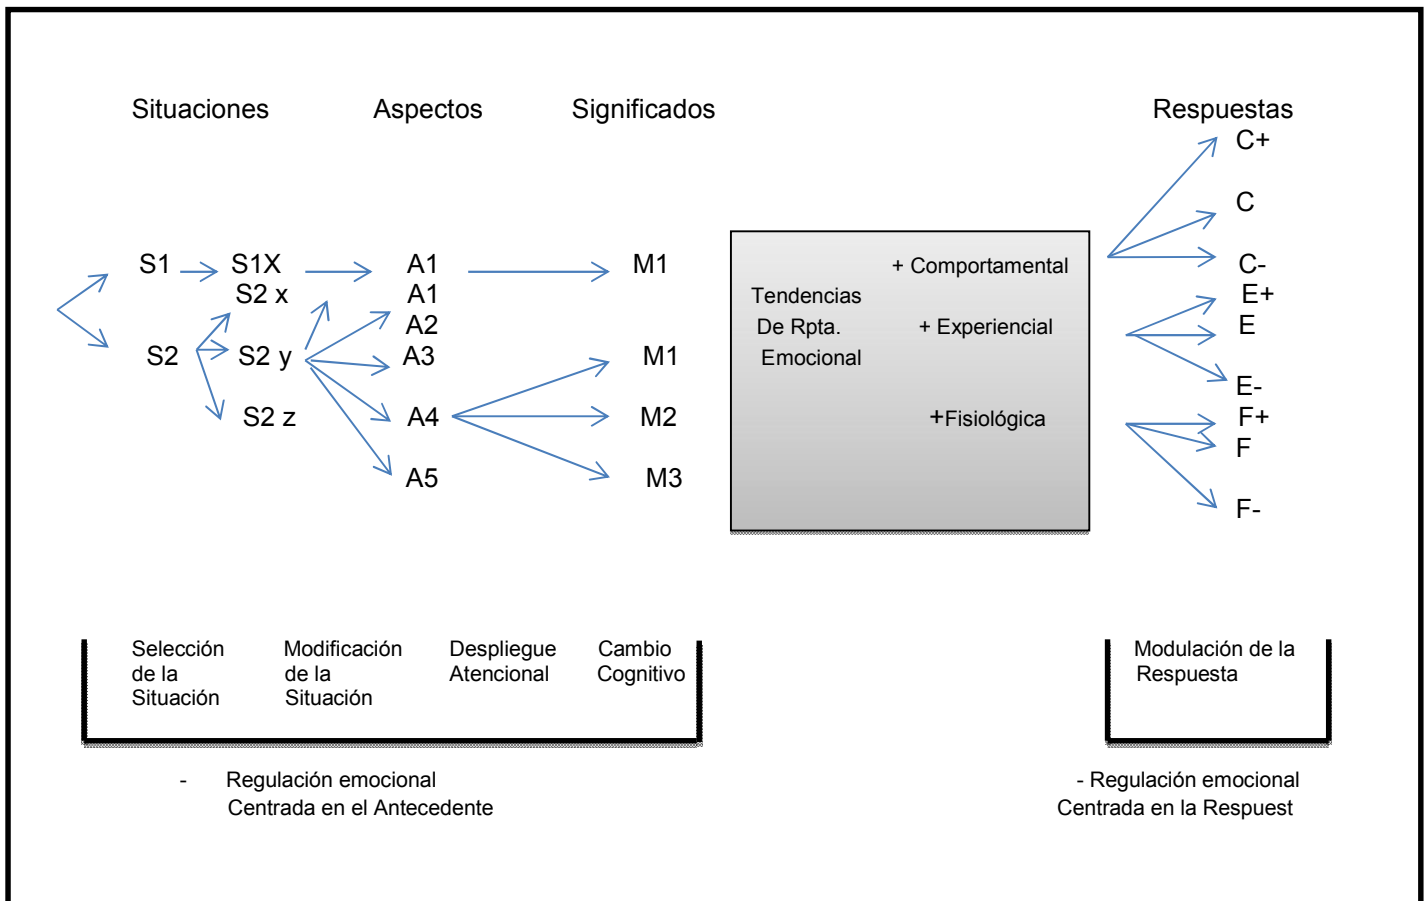 Situaciones Aspectos Significados Respuestas
C+
C
S1 S1X A1 M1 + Comportamental C-
S2 x A1 Tendencias E+
A2 De Rpta. + Experiencial E
S2 S2 y A3 M1 Emocional
E-
S2 z A4 M2 +Fisiológica F+
F
A5 M3
F-
Selección Modificación Despliegue Cambio Modulación de la
de la de la Atencional Cognitivo Respuesta
Situación Situación
- Regulación emocional - Regulación emocional
Centrada en el Antecedente Centrada en la Respuest